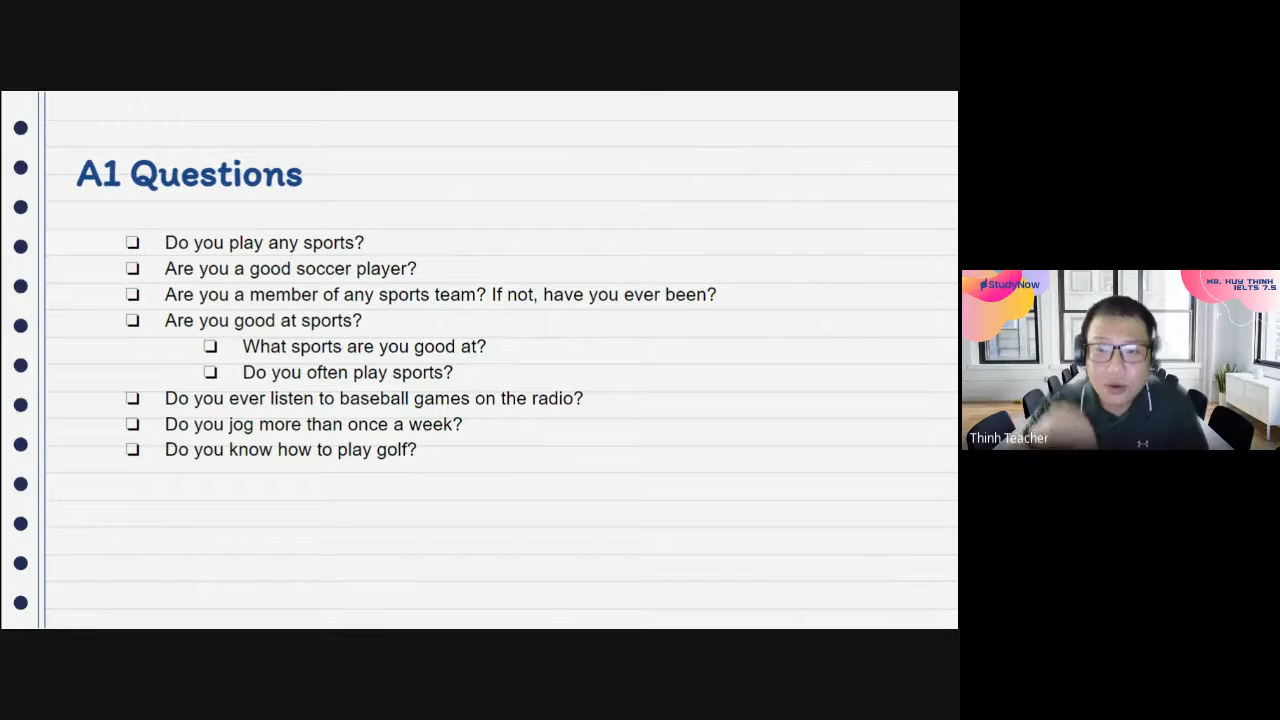 A1 Questions
Do you play any sports?
Are you a good soccer player?
Are you a member of any sports team? If not, have you ever been?
Are you good at sports?
What sports are you good at?
Do you often play sports?
Do you ever listen to baseball games on the radio?
Do you jog more than once a week?
Do you know how to play golf?
StudyNow
MR. HUY THINH
IELTS 7.5
Thinh Teacher